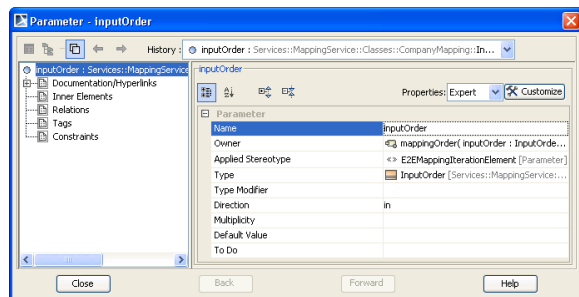 Parameter - inputOrder
History : inputOrder : Services::MappingService::Classes::CompanyMapping::In...
inputOrder : Services::MappingService
Documentation/Hyperlinks
Inner Elements
Relations
Tags
Constraints
inputOrder
Properties: Expert Customize
Parameter
Name inputOrder
Owner mappingOrder( inputOrder : InputOrde...
Applied Stereotype «» E2EMappingIterationElement [Parameter]
Type InputOrder [Services::MappingService:...
Type Modifier
Direction in
Multiplicity
Default Value
To Do
Close Back Forward Help